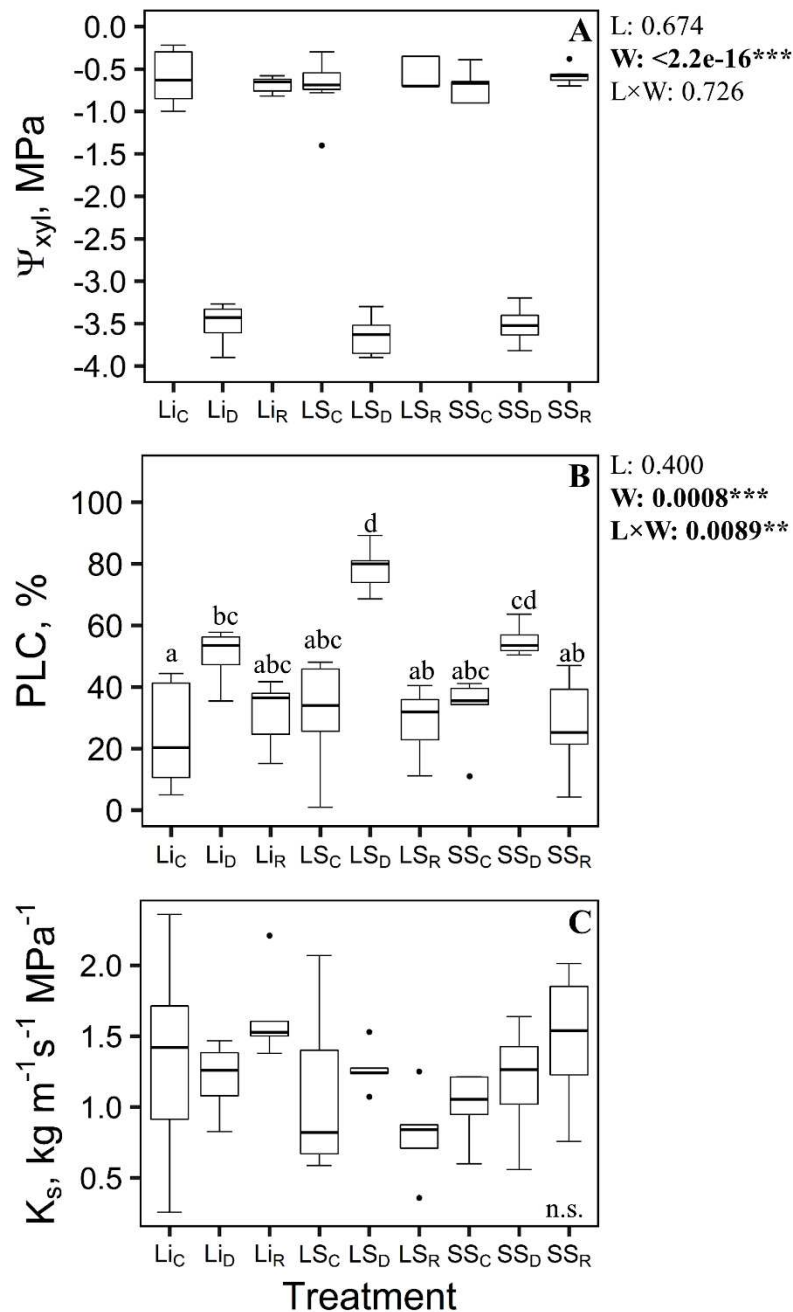 A
L: 0.674
W: <2.2e-16***
L×W: 0.726
0.0
-0.5
-1.0
-1.5
-2.0
-2.5
-3.0
-3.5
-4.0
Ψxyl, MPa
LiC LiD LiR LSC LSD LSR SSC SSD SSR
B
L: 0.400
W: 0.0008***
L×W: 0.0089**
100
80
60
40
20
0
PLC, %
a bc abc abc d ab abc cd ab
LiC LiD LiR LSC LSD LSR SSC SSD SSR
C
2.0
1.5
1.0
0.5
Ks, kg m⁻¹s⁻¹ MPa⁻¹
n.s.
LiC LiD LiR LSC LSD LSR SSC SSD SSR
Treatment